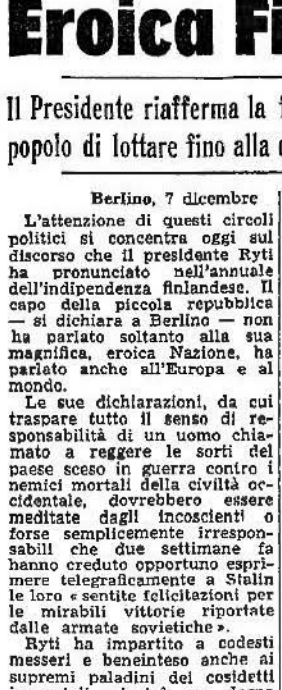 Eroica Fi
Il Presidente riafferma la
popolo di lottare fino alla
Berlino, 7 dicembre
L'attenzione di questi circoli
politici si concentra oggi sul
discorso che il presidente Ryti
ha pronunciato nell'annuale
dell'indipendenza finlandese. Il
capo della piccola repubblica
— si dichiara a Berlino — non
ha parlato soltanto alla sua
magnifica, eroica Nazione, ha
parlato anche all'Europa e al
mondo.
Le sue dichiarazioni, da cui
traspare tutto il senso di re-
sponsabilità di un uomo chia-
mato a reggere le sorti del
paese sceso in guerra contro i
nemici mortali della civiltà oc-
cidentale, dovrebbero essere
meditate dagli incoscienti o
forse semplicemente irrespon-
sabili che due settimane fa
hanno creduto opportuno espri-
mere telegraficamente a Stalin
le loro « sentite felicitazioni per
le mirabili vittorie riportate
dalle armate sovietiche ».
Ryti ha impartito a codesti
messeri e beneinteso anche ai
supremi paladini dei cosidetti